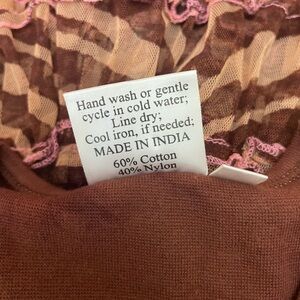 Hand wash or gentle
cycle in cold water;
Line dry;
Cool iron, if needed;
MADE IN INDIA
60% Cotton
40% Nylon